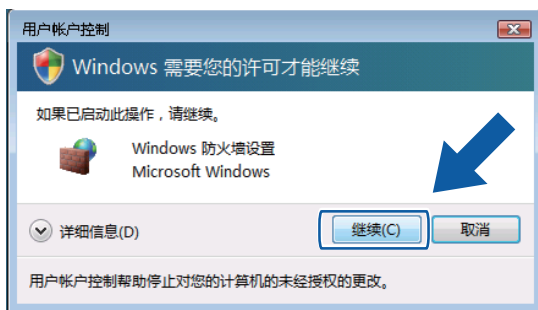 用户帐户控制
Windows 需要您的许可才能继续
如果已启动此操作，请继续。
Windows 防火墙设置
Microsoft Windows
详细信息(D)
继续(C)
取消
用户帐户控制帮助停止对您的计算机的未经授权的更改。